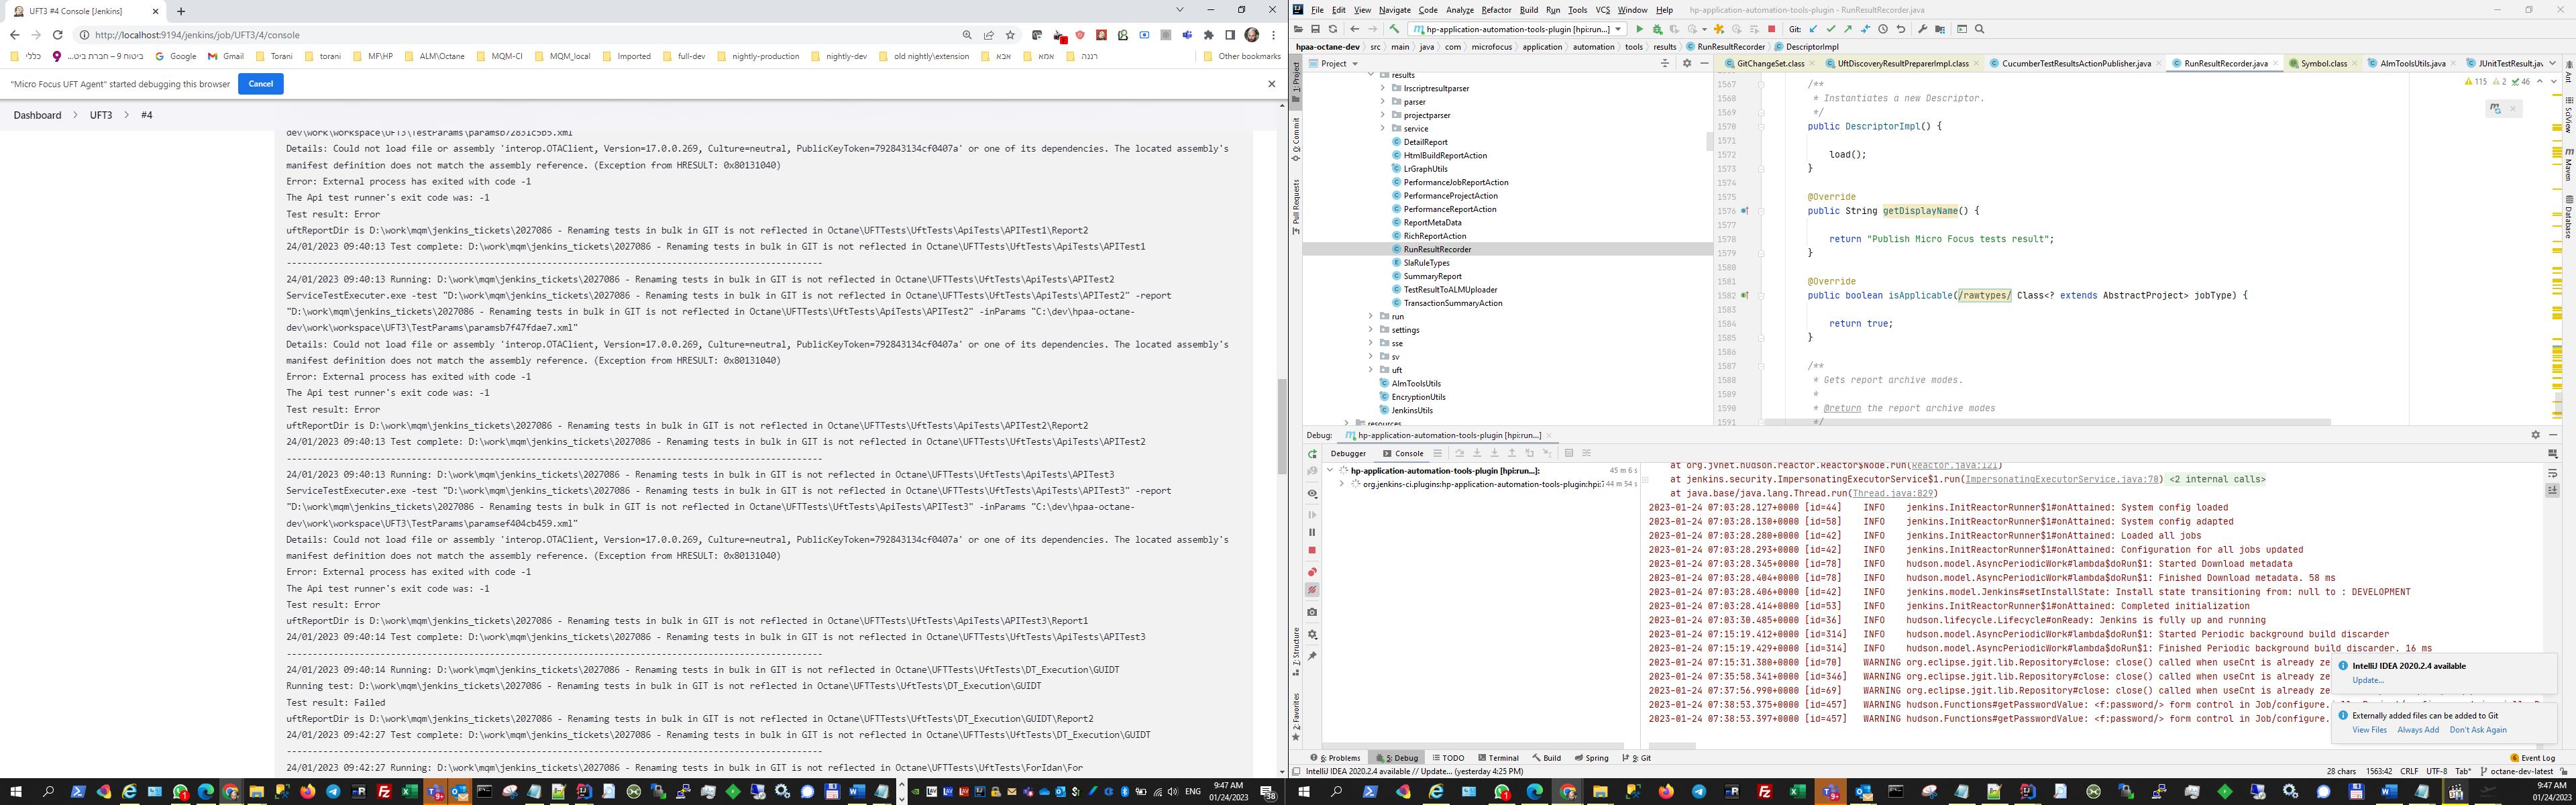 UFT3 #4 Console [Jenkins]
http://localhost:9194/jenkins/job/UFT3/4/console
כללי
ביטוח 9 – חברת ביט...
Google
Gmail
Torani
torani
MF\HP
ALM\Octane
MQM-CI
MQM_local
Imported
full-dev
nightly-production
nightly-dev
old nightly\extension
אבא
אמא
רננה
Other bookmarks
"Micro Focus UFT Agent" started debugging this browser
Cancel
Dashboard
UFT3
#4
Details: Could not load file or assembly 'interop.OTAClient, Version=17.0.0.269, Culture=neutral, PublicKeyToken=792843134cf0407a' or one of its dependencies. The located assembly's
manifest definition does not match the assembly reference. (Exception from HRESULT: 0x80131040)
Error: External process has exited with code -1
The Api test runner's exit code was: -1
Test result: Error
uftReportDir is D:\work\mqm\jenkins_tickets\2027086 - Renaming tests in bulk in GIT is not reflected in Octane\UFTTests\UftTests\ApiTests\APITest1\Report2
24/01/2023 09:40:13 Test complete: D:\work\mqm\jenkins_tickets\2027086 - Renaming tests in bulk in GIT is not reflected in Octane\UFTTests\UftTests\ApiTests\APITest1
-------------------------------------------------------------------------------------------------------
24/01/2023 09:40:13 Running: D:\work\mqm\jenkins_tickets\2027086 - Renaming tests in bulk in GIT is not reflected in Octane\UFTTests\UftTests\ApiTests\APITest2
ServiceTestExecuter.exe -test "D:\work\mqm\jenkins_tickets\2027086 - Renaming tests in bulk in GIT is not reflected in Octane\UFTTests\UftTests\ApiTests\APITest2" -report
"D:\work\mqm\jenkins_tickets\2027086 - Renaming tests in bulk in GIT is not reflected in Octane\UFTTests\UftTests\ApiTests\APITest2" -inParams "C:\dev\hpaa-octane-
dev\work\workspace\UFT3\TestParams\paramsb7f47fdae7.xml"
Details: Could not load file or assembly 'interop.OTAClient, Version=17.0.0.269, Culture=neutral, PublicKeyToken=792843134cf0407a' or one of its dependencies. The located assembly's
manifest definition does not match the assembly reference. (Exception from HRESULT: 0x80131040)
Error: External process has exited with code -1
The Api test runner's exit code was: -1
Test result: Error
uftReportDir is D:\work\mqm\jenkins_tickets\2027086 - Renaming tests in bulk in GIT is not reflected in Octane\UFTTests\UftTests\ApiTests\APITest2\Report2
24/01/2023 09:40:13 Test complete: D:\work\mqm\jenkins_tickets\2027086 - Renaming tests in bulk in GIT is not reflected in Octane\UFTTests\UftTests\ApiTests\APITest2
-------------------------------------------------------------------------------------------------------
24/01/2023 09:40:13 Running: D:\work\mqm\jenkins_tickets\2027086 - Renaming tests in bulk in GIT is not reflected in Octane\UFTTests\UftTests\ApiTests\APITest3
ServiceTestExecuter.exe -test "D:\work\mqm\jenkins_tickets\2027086 - Renaming tests in bulk in GIT is not reflected in Octane\UFTTests\UftTests\ApiTests\APITest3" -report
"D:\work\mqm\jenkins_tickets\2027086 - Renaming tests in bulk in GIT is not reflected in Octane\UFTTests\UftTests\ApiTests\APITest3" -inParams "C:\dev\hpaa-octane-
dev\work\workspace\UFT3\TestParams\paramsef404cb459.xml"
Details: Could not load file or assembly 'interop.OTAClient, Version=17.0.0.269, Culture=neutral, PublicKeyToken=792843134cf0407a' or one of its dependencies. The located assembly's
manifest definition does not match the assembly reference. (Exception from HRESULT: 0x80131040)
Error: External process has exited with code -1
The Api test runner's exit code was: -1
Test result: Error
uftReportDir is D:\work\mqm\jenkins_tickets\2027086 - Renaming tests in bulk in GIT is not reflected in Octane\UFTTests\UftTests\ApiTests\APITest3\Report1
24/01/2023 09:40:14 Test complete: D:\work\mqm\jenkins_tickets\2027086 - Renaming tests in bulk in GIT is not reflected in Octane\UFTTests\UftTests\ApiTests\APITest3
-------------------------------------------------------------------------------------------------------
24/01/2023 09:40:14 Running: D:\work\mqm\jenkins_tickets\2027086 - Renaming tests in bulk in GIT is not reflected in Octane\UFTTests\UftTests\DT_Execution\GUIDT
Running test: D:\work\mqm\jenkins_tickets\2027086 - Renaming tests in bulk in GIT is not reflected in Octane\UFTTests\UftTests\DT_Execution\GUIDT
Test result: Failed
uftReportDir is D:\work\mqm\jenkins_tickets\2027086 - Renaming tests in bulk in GIT is not reflected in Octane\UFTTests\UftTests\DT_Execution\GUIDT\Report2
24/01/2023 09:42:27 Test complete: D:\work\mqm\jenkins_tickets\2027086 - Renaming tests in bulk in GIT is not reflected in Octane\UFTTests\UftTests\DT_Execution\GUIDT
-------------------------------------------------------------------------------------------------------
24/01/2023 09:42:27 Running: D:\work\mqm\jenkins_tickets\2027086 - Renaming tests in bulk in GIT is not reflected in Octane\UFTTests\UftTests\ForIdan\For
ENG
9:47 AM
01/24/2023
File Edit View Navigate Code Analyze Refactor Build Run Tools VCS Window Help
hp-application-automation-tools-plugin - RunResultRecorder.java
hp-application-automation-tools-plugin [hpi:run...]
Git:
hpaa-octane-dev
src
main
java
com
microfocus
application
automation
tools
results
RunResultRecorder
DescriptorImpl
Project
GitChangeSet.class
UftDiscoveryResultPreparerImpl.class
CucumberTestResultsActionPublisher.java
RunResultRecorder.java
Symbol.class
AlmToolsUtils.java
JUnitTestResult.jav
1: Project
0: Commit
Pull Requests
7: Structure
2: Favorites
results
lrscriptresultparser
parser
projectparser
service
DetailReport
HtmlBuildReportAction
LrGraphUtils
PerformanceJobReportAction
PerformanceProjectAction
PerformanceReportAction
ReportMetaData
RichReportAction
RunResultRecorder
SlaRuleTypes
SummaryReport
TestResultToALMUploader
TransactionSummaryAction
run
settings
sse
sv
uft
AlmToolsUtils
EncryptionUtils
JenkinsUtils
resources
115 2 46
1567 /**
1568 * Instantiates a new Descriptor.
1569 */
1570 public DescriptorImpl() {
1571
1572 load();
1573 }
1574
1575 @Override
1576 public String getDisplayName() {
1577
1578 return "Publish Micro Focus tests result";
1579 }
1580
1581 @Override
1582 public boolean isApplicable(/rawtypes/ Class<? extends AbstractProject> jobType) {
1583
1584 return true;
1585 }
1586
1587 /**
1588 * Gets report archive modes.
1589 *
1590 * @return the report archive modes
1591 */
Ant
SciView
Maven
Database
Debug:
hp-application-automation-tools-plugin [hpi:run...]
Debugger
Console
hp-application-automation-tools-plugin [hpi:run...]: 45 m 6 s
org.jenkins-ci.plugins:hp-application-automation-tools-plugin:hpi:7 44 m 54 s
at org.jvnet.hudson.reactor.Reactor$Node.run(Reactor.java:121)
at jenkins.security.ImpersonatingExecutorService$1.run(ImpersonatingExecutorService.java:70) <2 internal calls>
at java.base/java.lang.Thread.run(Thread.java:829)
2023-01-24 07:03:28.127+0000 [id=44] INFO jenkins.InitReactorRunner$1#onAttained: System config loaded
2023-01-24 07:03:28.130+0000 [id=58] INFO jenkins.InitReactorRunner$1#onAttained: System config adapted
2023-01-24 07:03:28.280+0000 [id=42] INFO jenkins.InitReactorRunner$1#onAttained: Loaded all jobs
2023-01-24 07:03:28.293+0000 [id=42] INFO jenkins.InitReactorRunner$1#onAttained: Configuration for all jobs updated
2023-01-24 07:03:28.345+0000 [id=78] INFO hudson.model.AsyncPeriodicWork#lambda$doRun$1: Started Download metadata
2023-01-24 07:03:28.404+0000 [id=78] INFO hudson.model.AsyncPeriodicWork#lambda$doRun$1: Finished Download metadata. 58 ms
2023-01-24 07:03:28.406+0000 [id=42] INFO jenkins.model.Jenkins#setInstallState: Install state transitioning from: null to : DEVELOPMENT
2023-01-24 07:03:28.414+0000 [id=53] INFO jenkins.InitReactorRunner$1#onAttained: Completed initialization
2023-01-24 07:03:30.485+0000 [id=36] INFO hudson.lifecycle.Lifecycle#onReady: Jenkins is fully up and running
2023-01-24 07:15:19.412+0000 [id=314] INFO hudson.model.AsyncPeriodicWork#lambda$doRun$1: Started Periodic background build discarder
2023-01-24 07:15:19.429+0000 [id=314] INFO hudson.model.AsyncPeriodicWork#lambda$doRun$1: Finished Periodic background build discarder. 16 ms
2023-01-24 07:15:31.380+0000 [id=70] WARNING org.eclipse.jgit.lib.Repository#close: close() called when useCnt is already ze
2023-01-24 07:35:58.341+0000 [id=346] WARNING org.eclipse.jgit.lib.Repository#close: close() called when useCnt is already ze
2023-01-24 07:37:56.990+0000 [id=69] WARNING org.eclipse.jgit.lib.Repository#close: close() called when useCnt is already ze
2023-01-24 07:38:53.375+0000 [id=457] WARNING hudson.Functions#getPasswordValue: <f:password/> form control in Job/configure.
2023-01-24 07:38:53.397+0000 [id=457] WARNING hudson.Functions#getPasswordValue: <f:password/> form control in Job/configure.
IntelliJ IDEA 2020.2.4 available
Update...
Externally added files can be added to Git
View Files Always Add Don't Ask Again
6: Problems
5: Debug
TODO
Terminal
Build
Spring
9: Git
Event Log
IntelliJ IDEA 2020.2.4 available // Update... (yesterday 4:25 PM)
28 chars 1563:42 CRLF UTF-8 Tab* octane-dev-latest
9:47 AM
01/24/2023